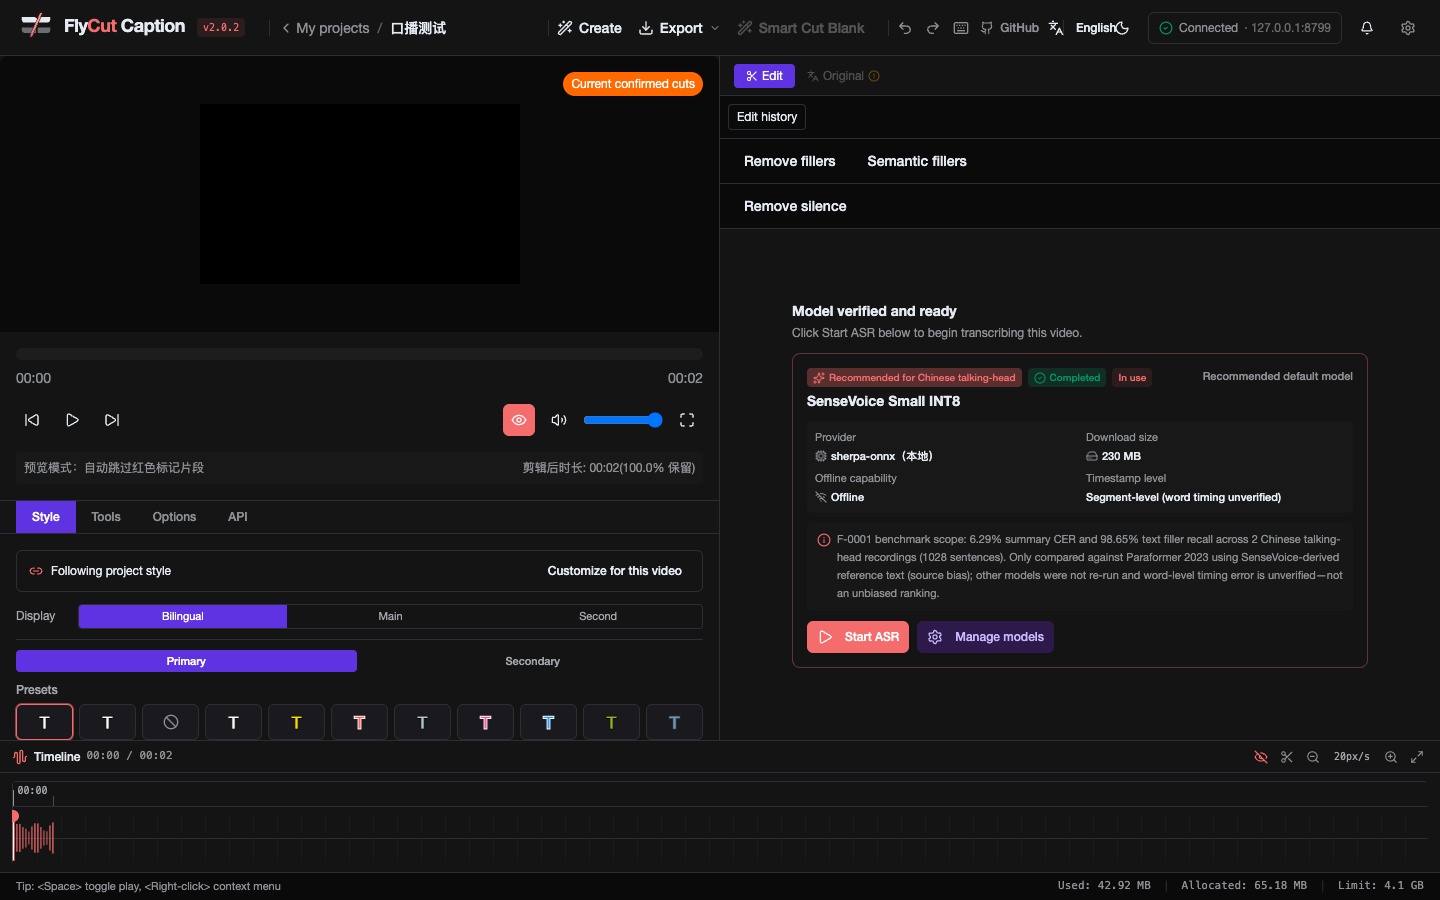 FlyCut Caption v2.0.2 My projects / 口播测试 Create Export Smart Cut Blank GitHub English Connected · 127.0.0.1:8799
Current confirmed cuts
00:00 00:02
预览模式：自动跳过红色标记片段 剪辑后时长: 00:02(100.0% 保留)
Style Tools Options API
Following project style Customize for this video
Display Bilingual Main Second
Primary Secondary
Presets
T T T T T T T T T T
Edit Original
Edit history
Remove fillers Semantic fillers
Remove silence
Model verified and ready
Click Start ASR below to begin transcribing this video.
Recommended for Chinese talking-head Completed In use Recommended default model
SenseVoice Small INT8
Provider Download size
sherpa-onnx（本地） 230 MB
Offline capability Timestamp level
Offline Segment-level (word timing unverified)
F-0001 benchmark scope: 6.29% summary CER and 98.65% text filler recall across 2 Chinese talking-
head recordings (1028 sentences). Only compared against Paraformer 2023 using SenseVoice-derived
reference text (source bias); other models were not re-run and word-level timing error is unverified—not
an unbiased ranking.
Start ASR Manage models
Timeline 00:00 / 00:02 20px/s
00:00
Tip: <Space> toggle play, <Right-click> context menu Used: 42.92 MB | Allocated: 65.18 MB | Limit: 4.1 GB